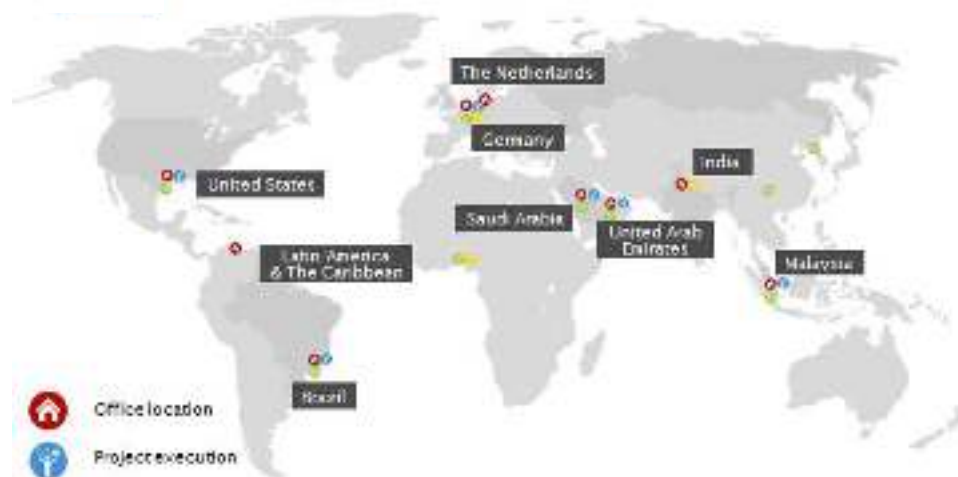 The Netherlands
Germany
India
United States
Saudi Arabia
United Arab
Emirates
Latin America
& The Caribbean
Malaysia
Brazil
Office location
Project execution